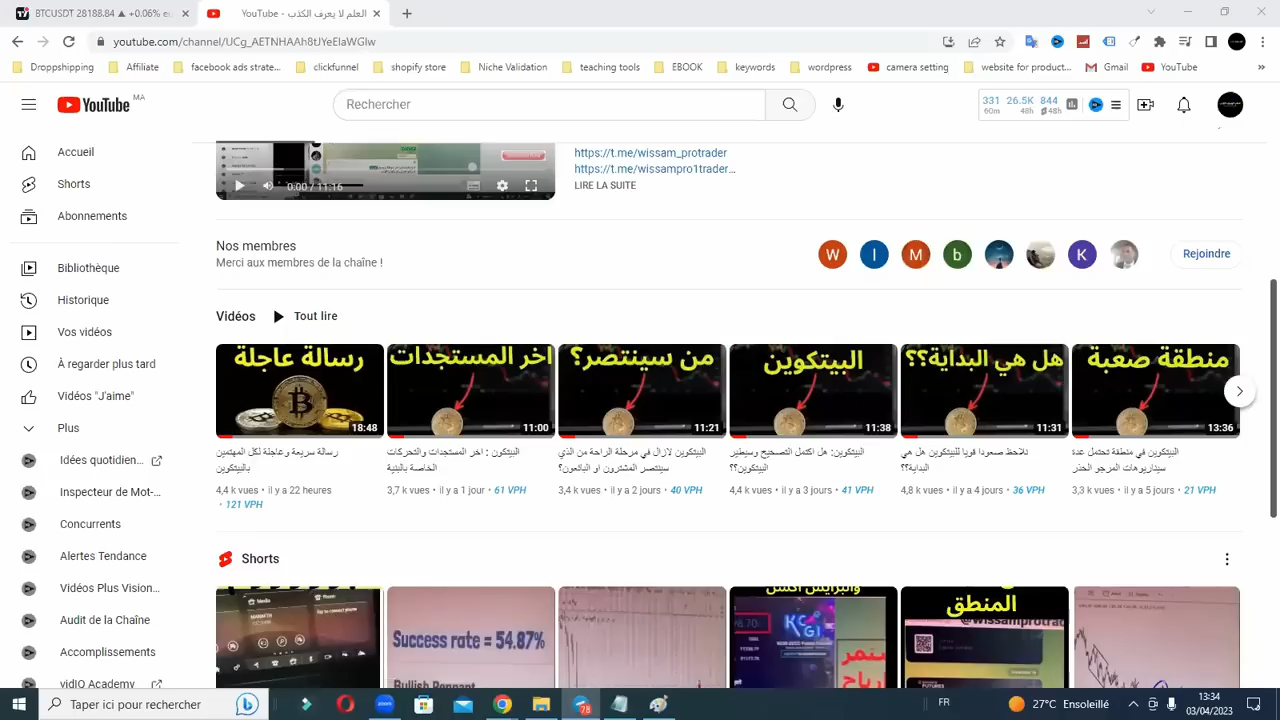 BTCUSDT 28188.84 ▲ +0.06%
YouTube - العلم لا يعرف الكذب
youtube.com/channel/UCg_AETNHAAh8tJYeElaWGlw
Droppshipping
Affiliate
facebook ads strate...
clickfunnel
shopify store
Niche Validation
teaching tools
EBOOK
keywords
wordpress
camera setting
website for product...
Gmail
YouTube
»
YouTube MA
Rechercher
331 26.5K 844
60m 48h 48h
Accueil
Shorts
Abonnements
Bibliothèque
Historique
Vos vidéos
À regarder plus tard
Vidéos "J'aime"
Plus
Idées quotidien...
Inspecteur de Mot-...
Concurrents
Alertes Tendance
Vidéos Plus Vision...
Audit de la Chaîne
Accomplissements
vidIQ Academy
0:00 / 11:16
https://t.me/wissam_protrader
https://t.me/wissampro1trader...
LIRE LA SUITE
Nos membres
Merci aux membres de la chaîne !
W I M b K
Rejoindre
Vidéos
Tout lire
رسالة عاجلة
18:48
رسالة سريعة وعاجلة لكل المهتمين
بالبيتكوين
4,4 k vues • il y a 22 heures
• 121 VPH
اخر المستجدات
11:00
البيتكون : اخر المستجدات والتحركات
الخاصة بالبنية
3,7 k vues • il y a 1 jour • 61 VPH
من سينتصر؟
11:21
البيتكوين لازال في مرحلة الراحة من الذي
سينتصر المشترون او البائعون؟
3,4 k vues • il y a 2 jours • 40 VPH
البيتكوين
11:38
البيتكوين: هل اكتمل التصحيح وسيطير
البيتكوين؟؟
4,4 k vues • il y a 3 jours • 41 VPH
هل هي البداية؟؟
11:31
تلاحظ صعودا قويا للبيتكوين هل هي
البداية؟؟
4,8 k vues • il y a 4 jours • 36 VPH
منطقة صعبة
13:36
البيتكوين في منطقة تحتمل عدة
سيناريوهات المرجو الحذر
3,3 k vues • il y a 5 jours • 21 VPH
Shorts
Media
Phone
Success rate = 54.87%
Bullish Pennant
KGI
المنطق
@wissamprotrad
FUTURES
Taper ici pour rechercher
zoom
78
27°C Ensoleillé
FR
13:34
03/04/2023